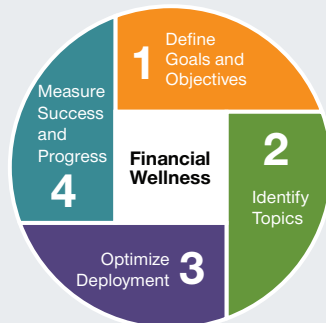 1
Define
Goals and
Objectives
2
Identify
Topics
Optimize
Deployment
3
Measure
Success
and
Progress
4
Financial
Wellness